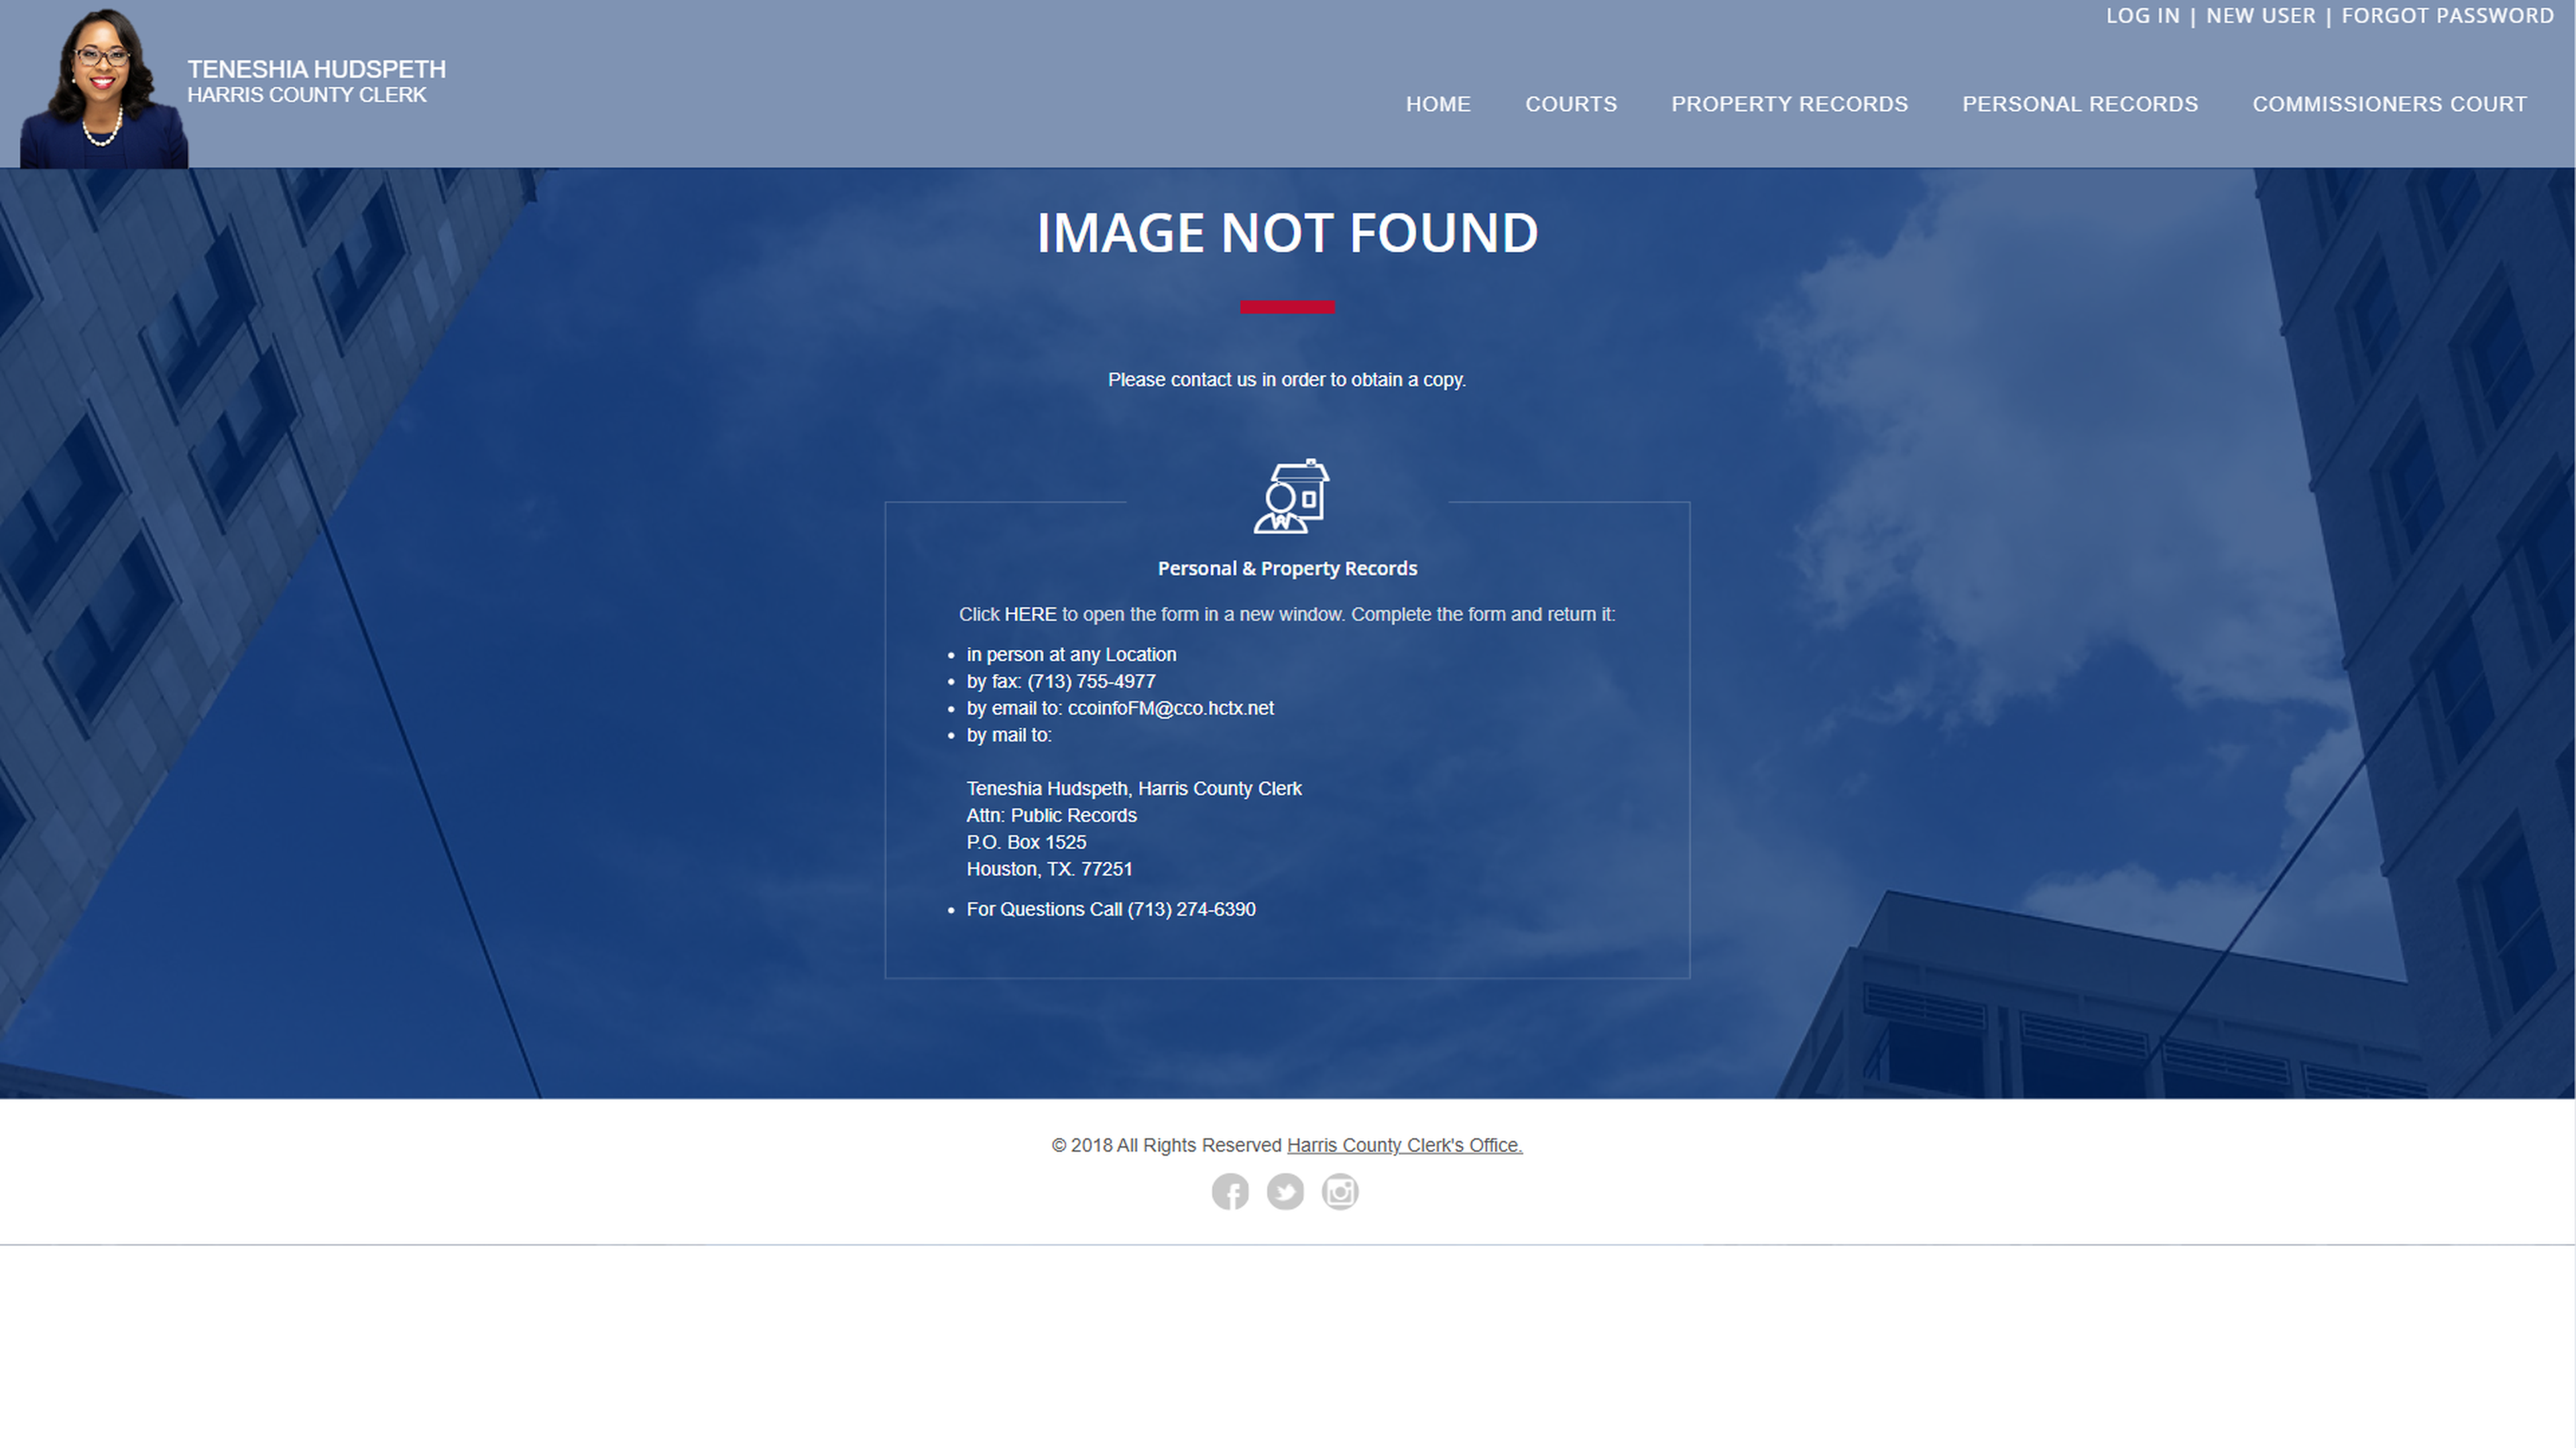 LOG IN | NEW USER | FORGOT PASSWORD
TENESHIA HUDSPETH
HARRIS COUNTY CLERK
HOME COURTS PROPERTY RECORDS PERSONAL RECORDS COMMISSIONERS COURT
IMAGE NOT FOUND
Please contact us in order to obtain a copy.
Personal & Property Records
Click HERE to open the form in a new window. Complete the form and return it:
• in person at any Location
• by fax: (713) 755-4977
• by email to: ccoinfoFM@cco.hctx.net
• by mail to:
Teneshia Hudspeth, Harris County Clerk
Attn: Public Records
P.O. Box 1525
Houston, TX. 77251
• For Questions Call (713) 274-6390
© 2018 All Rights Reserved Harris County Clerk's Office.